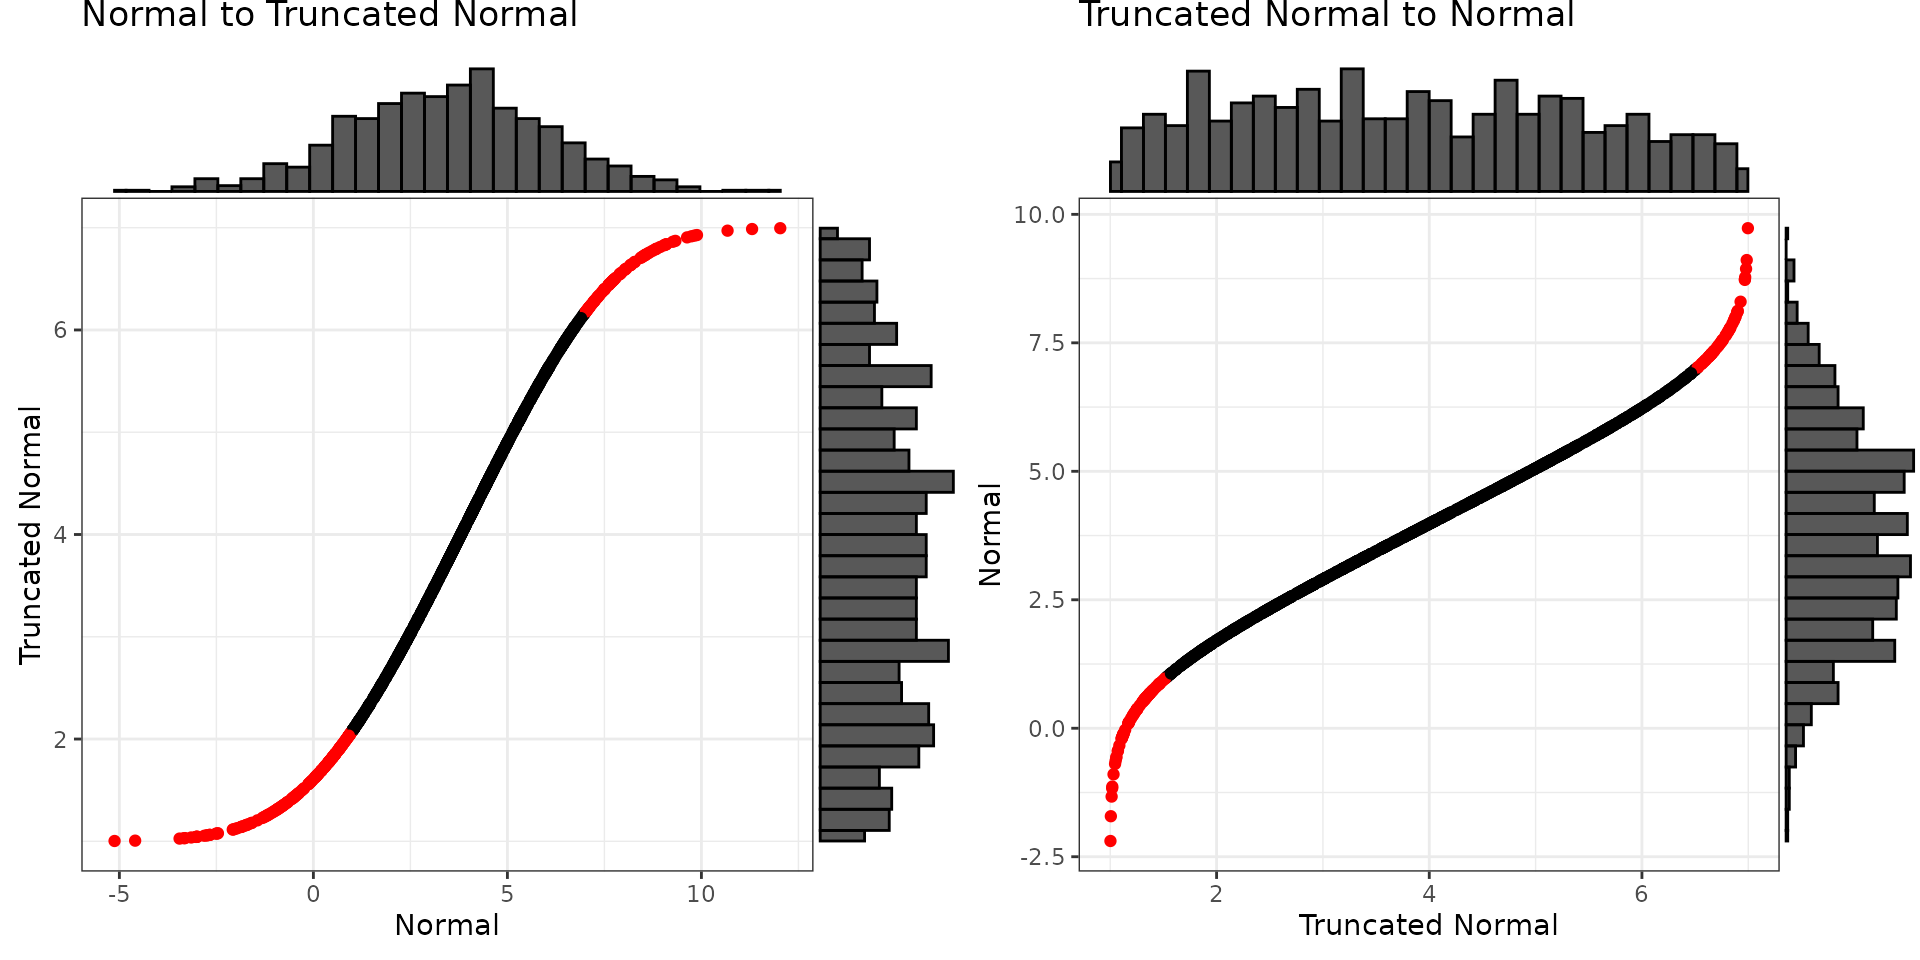 Normal to Truncated Normal
6
4
2
Truncated Normal
-5 0 5 10
Normal
Truncated Normal to Normal
10.0
7.5
5.0
2.5
0.0
-2.5
Normal
2 4 6
Truncated Normal